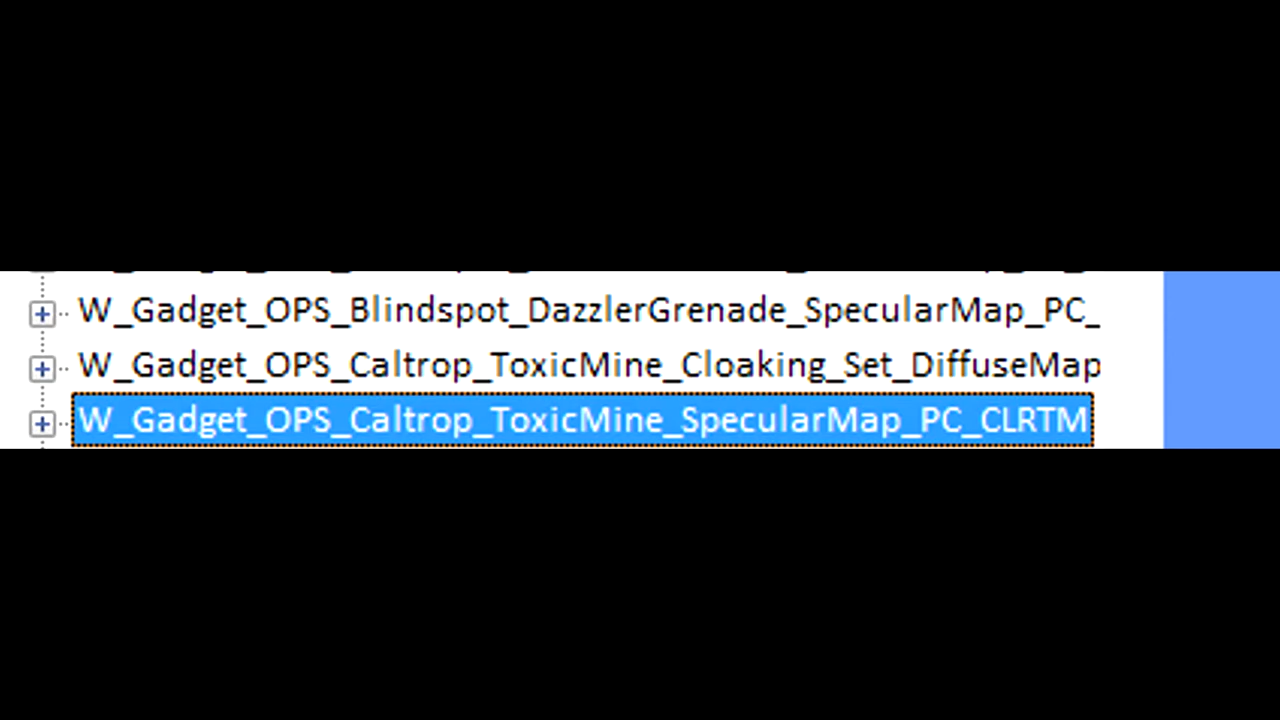 W_Gadget_OPS_Blindspot_DazzlerGrenade_SpecularMap_PC_
W_Gadget_OPS_Caltrop_ToxicMine_Cloaking_Set_DiffuseMap
W_Gadget_OPS_Caltrop_ToxicMine_SpecularMap_PC_CLRTM